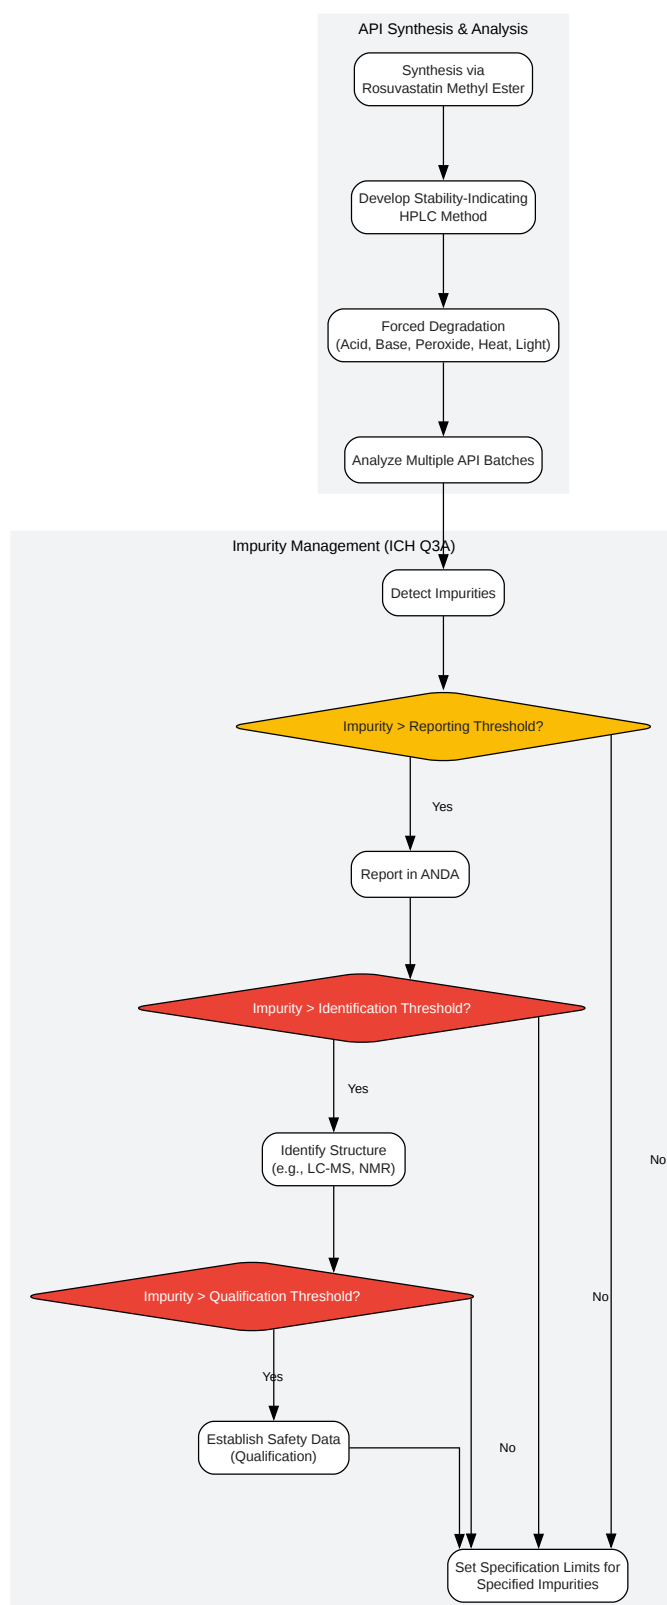 API Synthesis & Analysis
Synthesis via
Rosuvastatin Methyl Ester
Develop Stability-Indicating
HPLC Method
Forced Degradation
(Acid, Base, Peroxide, Heat, Light)
Analyze Multiple API Batches
Impurity Management (ICH Q3A)
Detect Impurities
Impurity > Reporting Threshold?
Yes
Report in ANDA
Impurity > Identification Threshold?
Yes
Identify Structure
(e.g., LC-MS, NMR)
No
Impurity > Qualification Threshold?
No
Yes
Establish Safety Data
(Qualification)
No
Set Specification Limits for
Specified Impurities